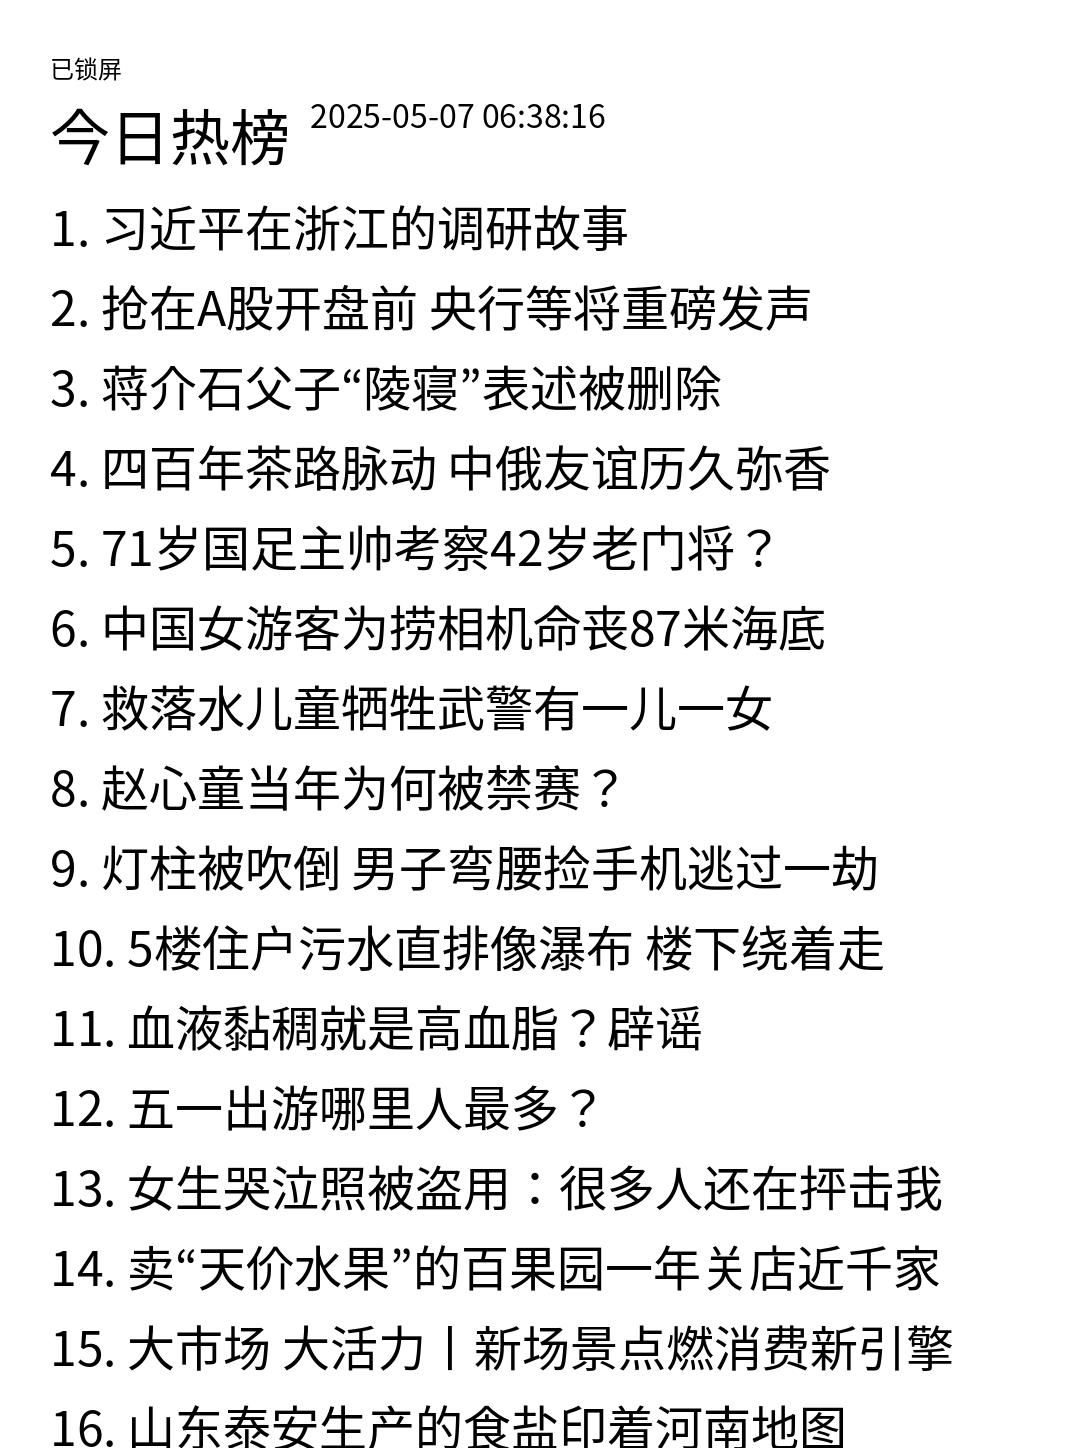 已锁屏
今日热榜 2025-05-07 06:38:16
1. 习近平在浙江的调研故事
2. 抢在A股开盘前 央行等将重磅发声
3. 蒋介石父子“陵寝”表述被删除
4. 四百年茶路脉动 中俄友谊历久弥香
5. 71岁国足主帅考察42岁老门将？
6. 中国女游客为捞相机命丧87米海底
7. 救落水儿童牺牲武警有一儿一女
8. 赵心童当年为何被禁赛？
9. 灯柱被吹倒 男子弯腰捡手机逃过一劫
10. 5楼住户污水直排像瀑布 楼下绕着走
11. 血液黏稠就是高血脂？辟谣
12. 五一出游哪里人最多？
13. 女生哭泣照被盗用：很多人还在抨击我
14. 卖“天价水果”的百果园一年关店近千家
15. 大市场 大活力丨新场景点燃消费新引擎
16. 山东泰安生产的食盐印着河南地图